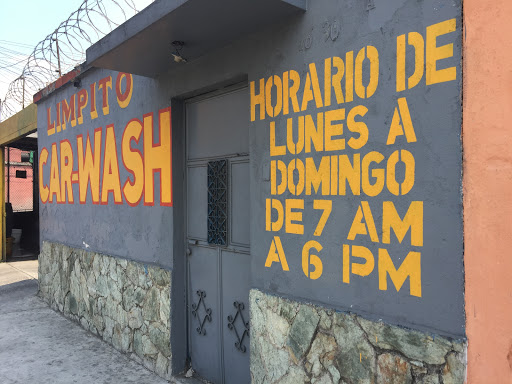 LIMPITO
CAR-WASH
HORARIO DE
LUNES A
DOMINGO
DE 7 AM
A 6 PM